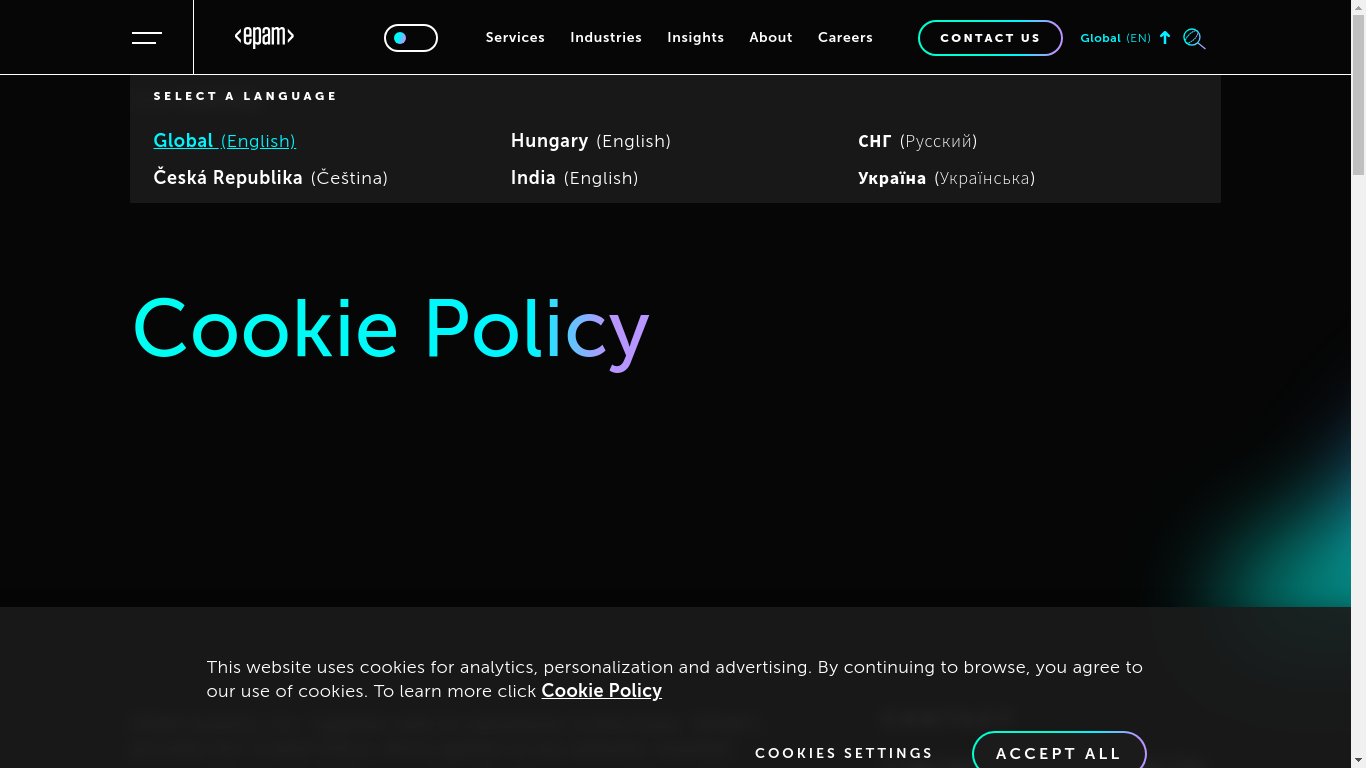 <epam>
Services Industries Insights About Careers CONTACT US Global (EN)
SELECT A LANGUAGE
Global (English) Hungary (English) СНГ (Русский)
Česká Republika (Čeština) India (English) Україна (Українська)
Cookie Policy
This website uses cookies for analytics, personalization and advertising. By continuing to browse, you agree to
our use of cookies. To learn more click Cookie Policy
COOKIES SETTINGS ACCEPT ALL